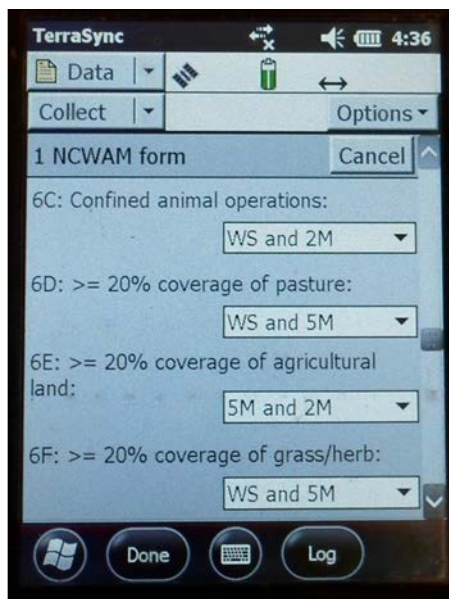 TerraSync 4:36
Data
Collect Options
1 NCWAM form Cancel
6C: Confined animal operations:
WS and 2M
6D: >= 20% coverage of pasture:
WS and 5M
6E: >= 20% coverage of agricultural
land:
5M and 2M
6F: >= 20% coverage of grass/herb:
WS and 5M
Done Log